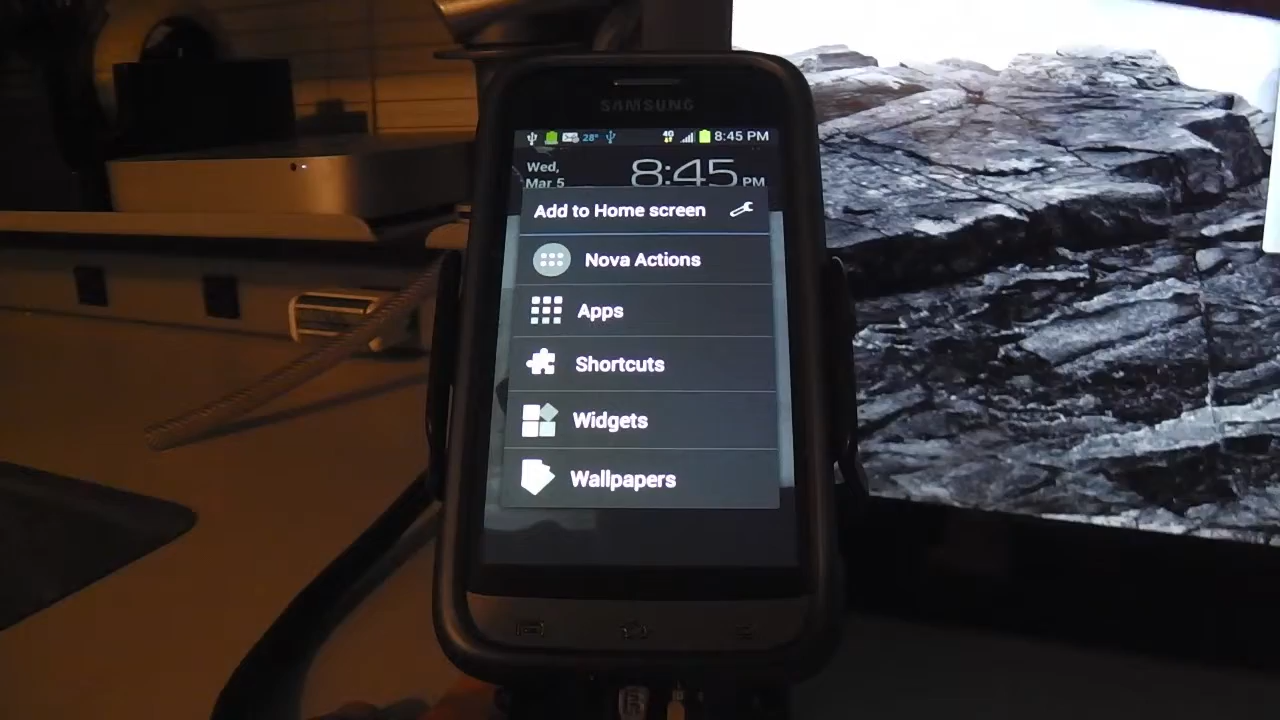 SAMSUNG
28° 4G 8:45 PM
Wed,
Mar 5
8:45 PM
Add to Home screen
Nova Actions
Apps
Shortcuts
Widgets
Wallpapers